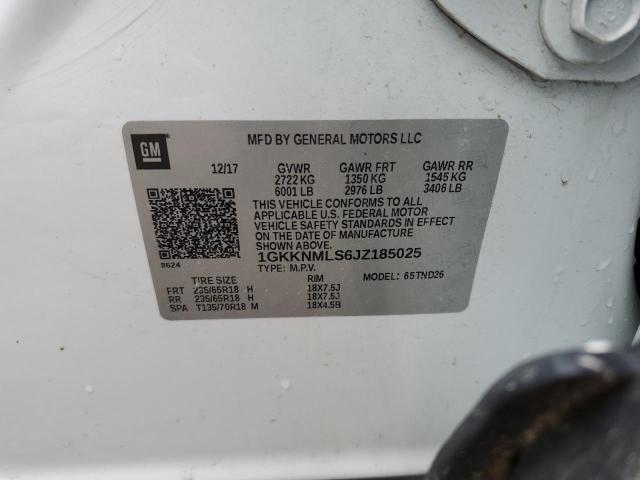 GM
MFD BY GENERAL MOTORS LLC
12/17 GVWR GAWR FRT GAWR RR
2722 KG 1350 KG 1545 KG
6001 LB 2976 LB 3406 LB
THIS VEHICLE CONFORMS TO ALL
APPLICABLE U.S. FEDERAL MOTOR
VEHICLE SAFETY STANDARDS IN EFFECT
ON THE DATE OF MANUFACTURE
SHOWN ABOVE.
8624 1GKKNMLS6JZ185025
TYPE: M.P.V. MODEL: 65TND26
TIRE SIZE RIM
FRT 235/65R18 H 18X7.5J
RR 235/65R18 H 18X7.5J
SPA T135/70R18 M 18X4.5B